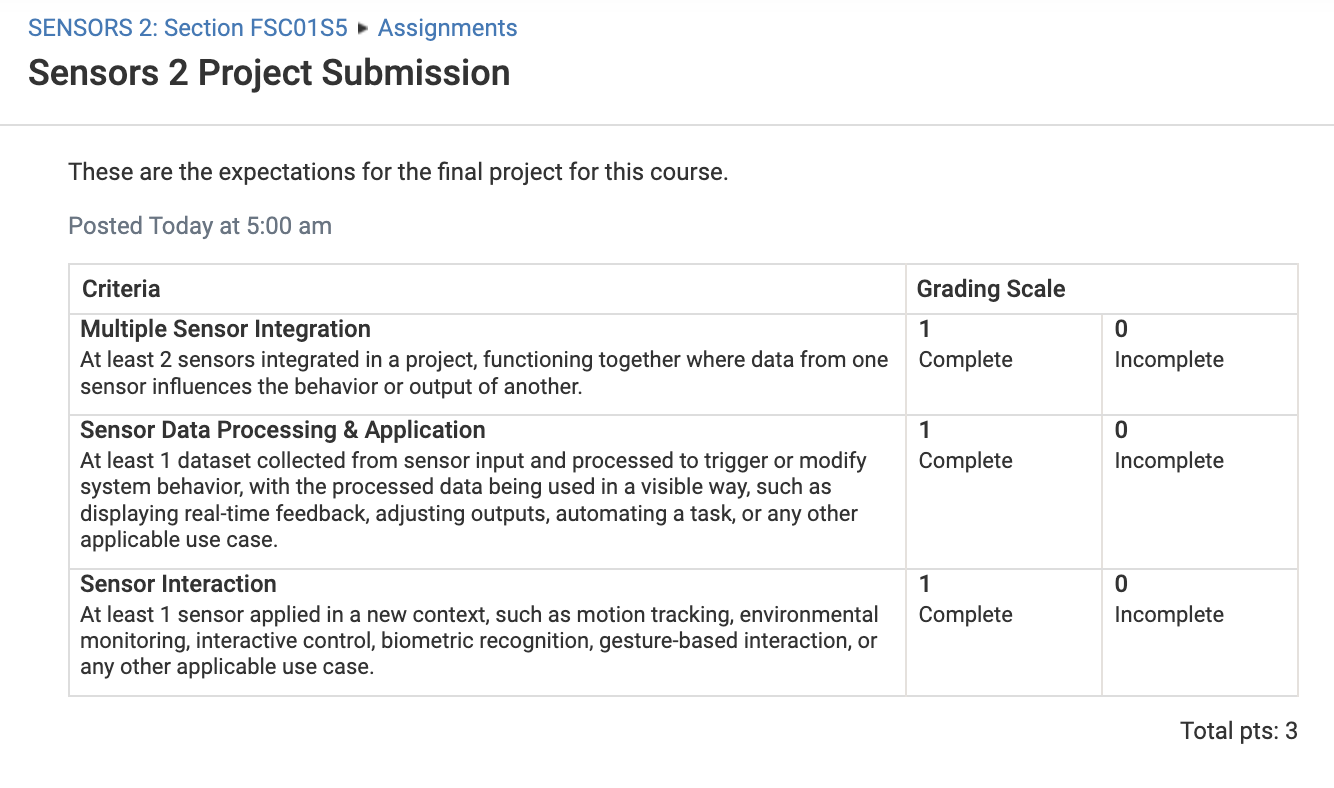 SENSORS 2: Section FSC01S5 ▸ Assignments
Sensors 2 Project Submission
These are the expectations for the final project for this course.
Posted Today at 5:00 am
Criteria
Grading Scale
Multiple Sensor Integration
At least 2 sensors integrated in a project, functioning together where data from one
sensor influences the behavior or output of another.
1
Complete
0
Incomplete
Sensor Data Processing & Application
At least 1 dataset collected from sensor input and processed to trigger or modify
system behavior, with the processed data being used in a visible way, such as
displaying real-time feedback, adjusting outputs, automating a task, or any other
applicable use case.
1
Complete
0
Incomplete
Sensor Interaction
At least 1 sensor applied in a new context, such as motion tracking, environmental
monitoring, interactive control, biometric recognition, gesture-based interaction, or
any other applicable use case.
1
Complete
0
Incomplete
Total pts: 3